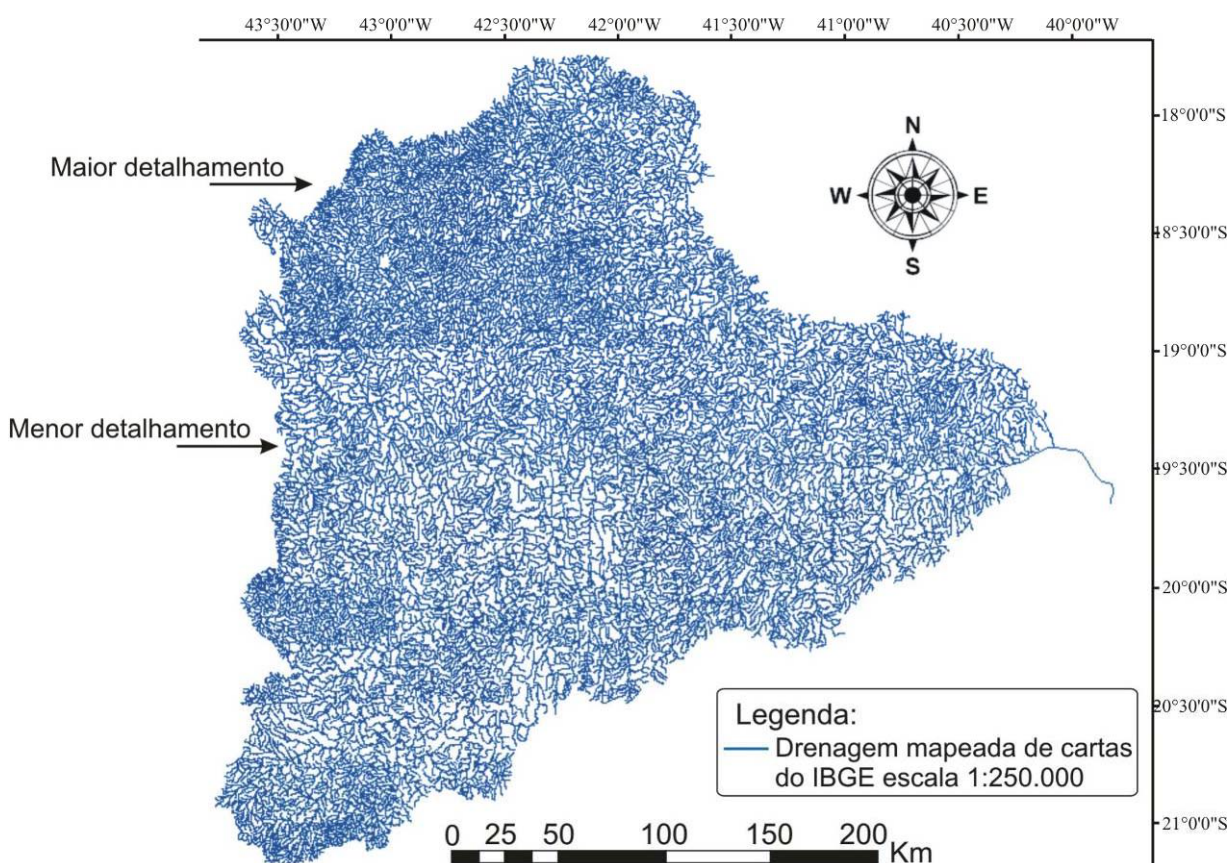 43°30'0"W 43°0'0"W 42°30'0"W 42°0'0"W 41°30'0"W 41°0'0"W 40°30'0"W 40°0'0"W
18°0'0"S
N
Maior detalhamento
W E
18°30'0"S
S
19°0'0"S
Menor detalhamento
19°30'0"S
20°0'0"S
20°30'0"S
Legenda:
Drenagem mapeada de cartas
do IBGE escala 1:250.000
21°0'0"S
0 25 50 100 150 200
Km